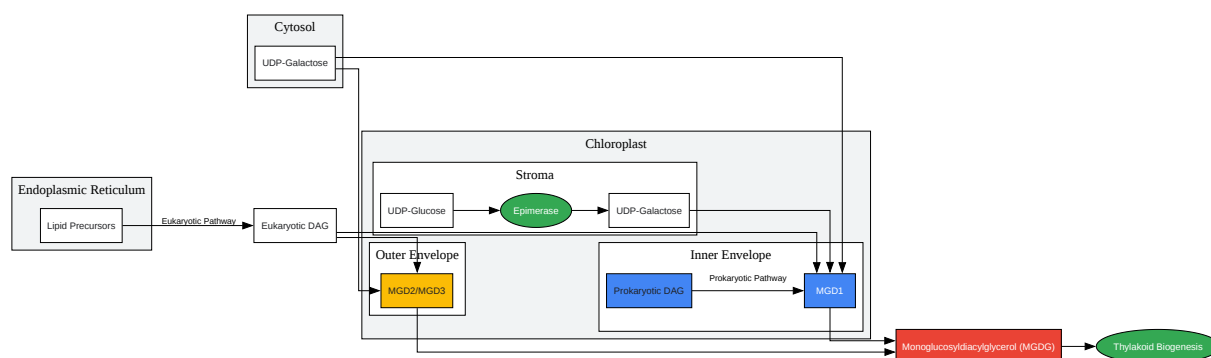 Cytosol
UDP-Galactose
Chloroplast
Stroma
Endoplasmic Reticulum
UDP-Glucose
Epimerase
UDP-Galactose
Lipid Precursors
Eukaryotic Pathway
Eukaryotic DAG
Outer Envelope
Inner Envelope
MGD2/MGD3
Prokaryotic DAG
Prokaryotic Pathway
MGD1
Monoglucosyldiacylglycerol (MGDG)
Thylakoid Biogenesis